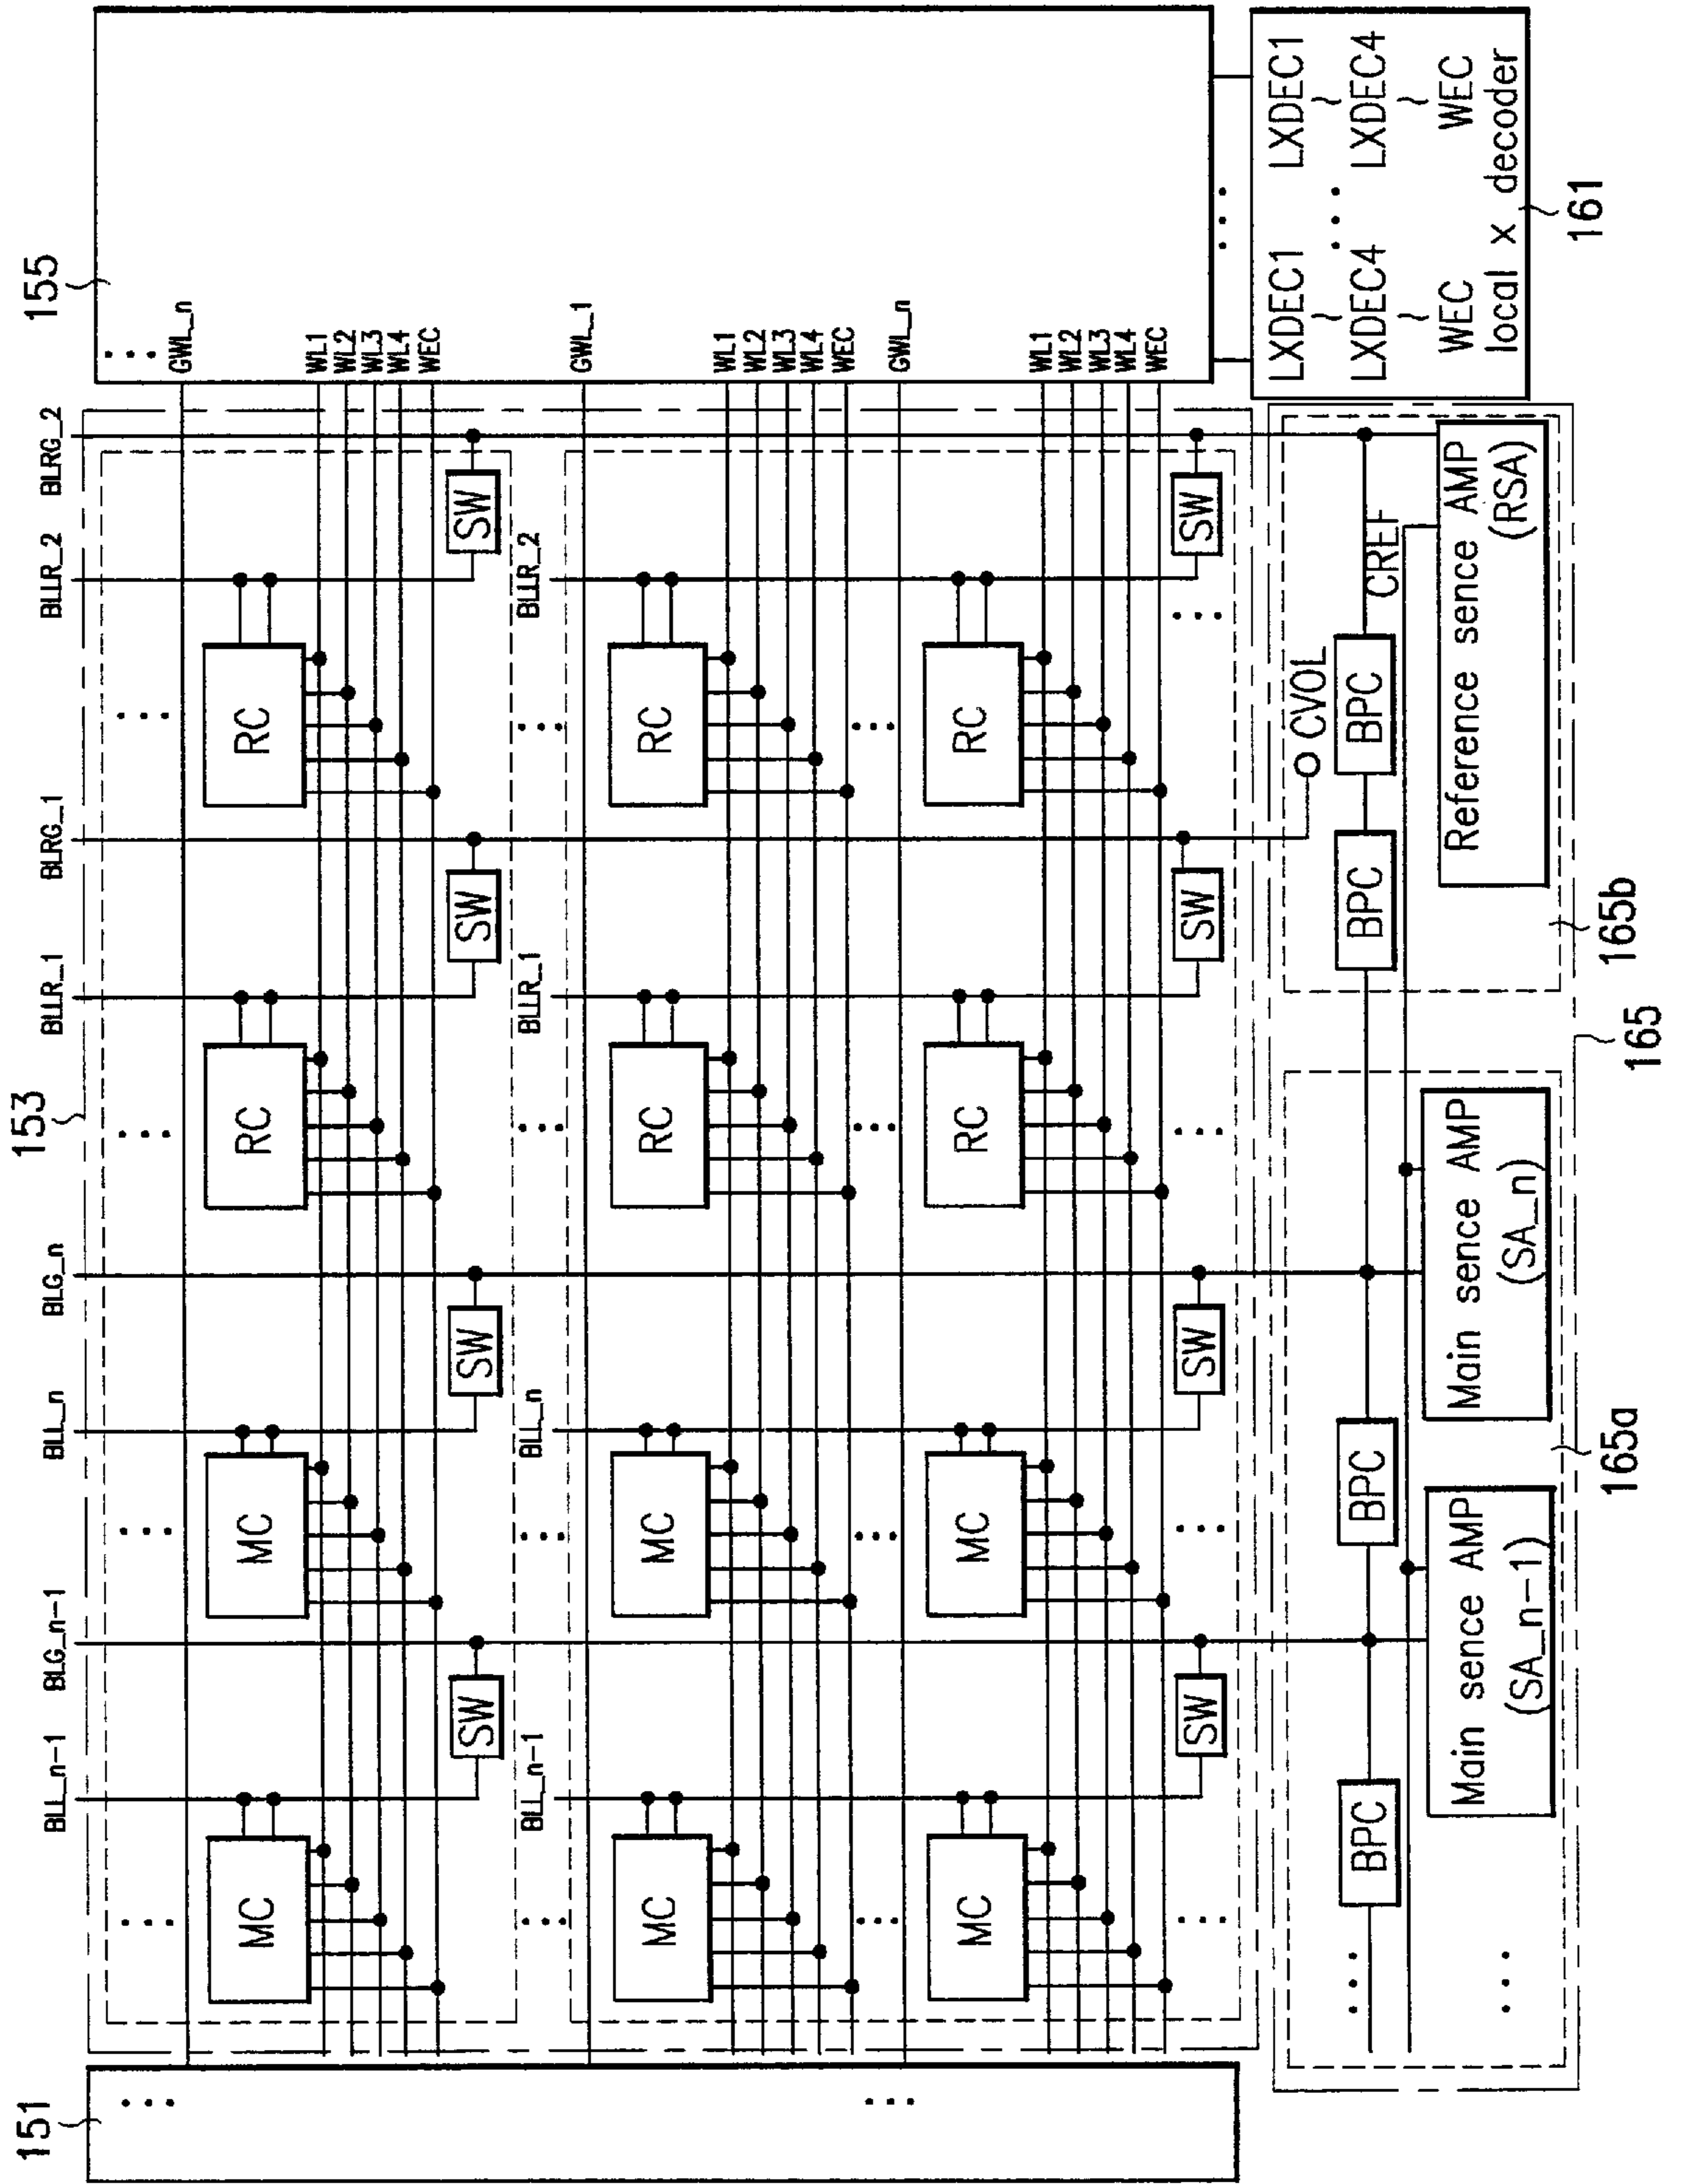 151
153
155
BLL_n-1
BLG_n-1
BLL_n
BLG_n
BLLR_1
BLRG_1
BLLR_2
BLRG_2
...
GWL_n
... ... ... ...
MC MC RC RC
WL1
WL2
WL3
WL4
WEC
SW SW SW SW
BLL_n-1 BLL_n BLLR_1 BLLR_2
... ... ... ...
GWL_1
MC MC RC RC
WL1
WL2
WL3
WL4
WEC
... ... ... ... ...
GWL_n
MC MC RC RC
WL1
WL2
WL3
WL4
WEC
... ... ... ...
SW SW SW SW
CVOL
... BPC BPC BPC BPC
CREF
...
Main sence AMP
(SA_n-1)
Main sence AMP
(SA_n)
Reference sence AMP
(RSA)
165a
165
165b
...
LXDEC1 LXDEC1
~ ... ~
LXDEC4 LXDEC4
~ ~
WEC WEC
local x decoder
161